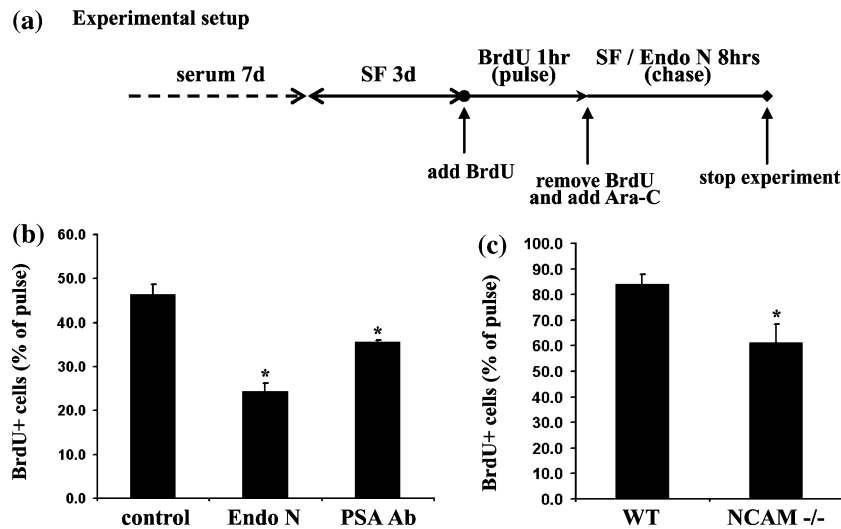 (a) Experimental setup
serum 7d
SF 3d
BrdU 1hr
(pulse)
SF / Endo N 8hrs
(chase)
add BrdU
remove BrdU
and add Ara-C
stop experiment
(b)
BrdU+ cells (% of pulse)
60.0
50.0
40.0
30.0
20.0
10.0
0.0
*
*
control Endo N PSA Ab
(c)
BrdU+ cells (% of pulse)
100.0
90.0
80.0
70.0
60.0
50.0
40.0
30.0
20.0
10.0
0.0
*
WT NCAM -/-